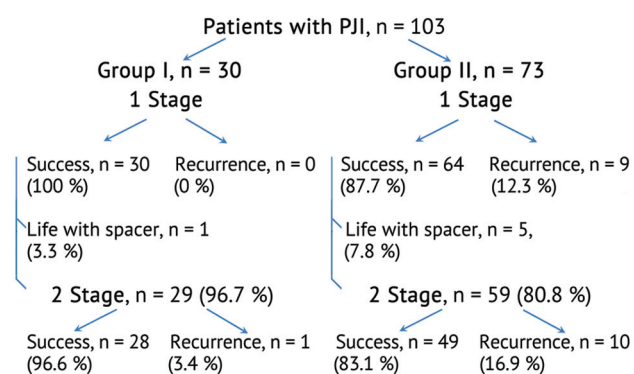 Patients with PJI, n = 103
Group I, n = 30
1 Stage
Group II, n = 73
1 Stage
Success, n = 30
(100 %)
Recurrence, n = 0
(0 %)
Success, n = 64
(87.7 %)
Recurrence, n = 9
(12.3 %)
Life with spacer, n = 1
(3.3 %)
Life with spacer, n = 5,
(7.8 %)
2 Stage, n = 29 (96.7 %)
2 Stage, n = 59 (80.8 %)
Success, n = 28
(96.6 %)
Recurrence, n = 1
(3.4 %)
Success, n = 49
(83.1 %)
Recurrence, n = 10
(16.9 %)